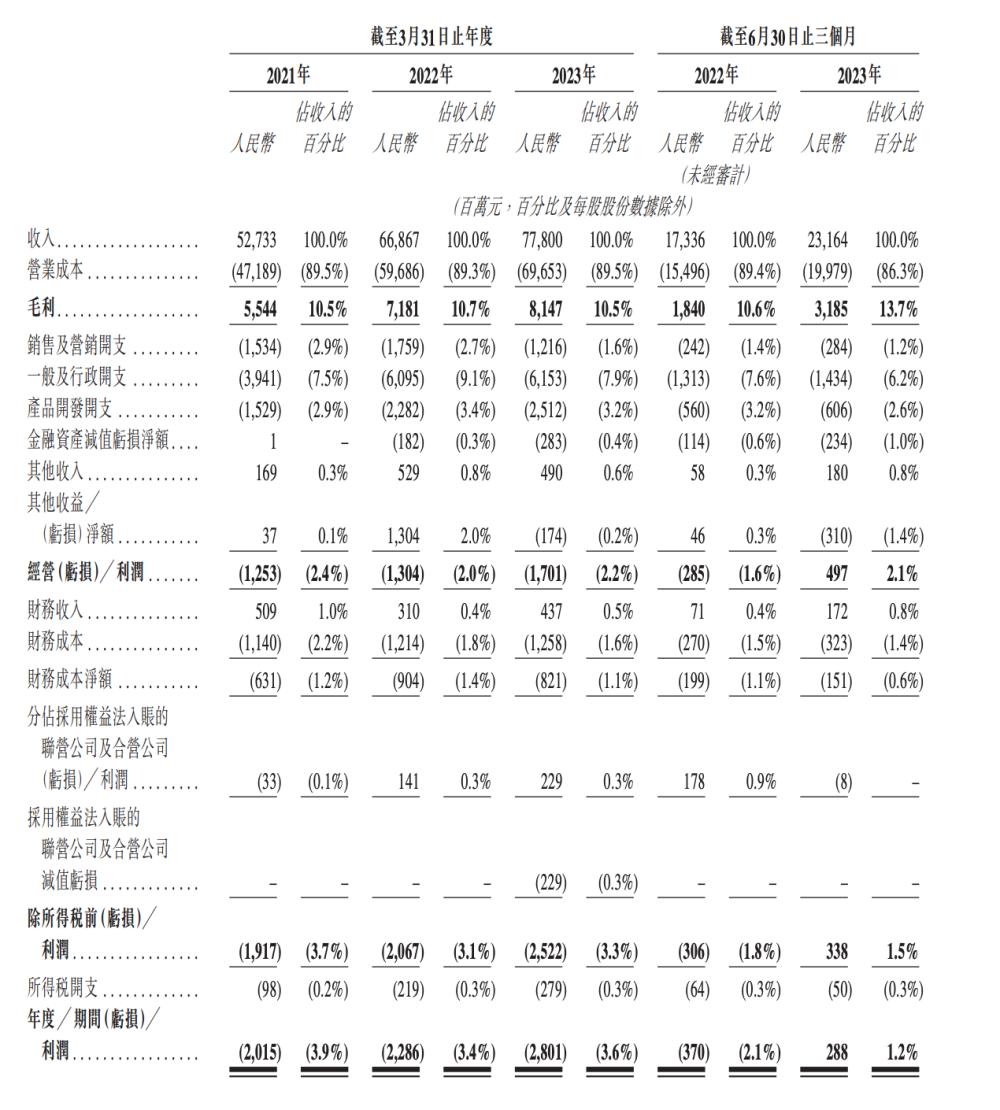 截至3月31日止年度 截至6月30日止三個月
2021年 2022年 2023年 2022年 2023年
佔收入的 佔收入的 佔收入的 佔收入的 佔收入的
人民幣 百分比 人民幣 百分比 人民幣 百分比 人民幣 百分比 人民幣 百分比
(未經審計)
(百萬元，百分比及每股股份數據除外)
收入.................... 52,733 100.0% 66,867 100.0% 77,800 100.0% 17,336 100.0% 23,164 100.0%
營業成本 ................ (47,189) (89.5%) (59,686) (89.3%) (69,653) (89.5%) (15,496) (89.4%) (19,979) (86.3%)
毛利.................... 5,544 10.5% 7,181 10.7% 8,147 10.5% 1,840 10.6% 3,185 13.7%
銷售及營銷開支 .......... (1,534) (2.9%) (1,759) (2.7%) (1,216) (1.6%) (242) (1.4%) (284) (1.2%)
一般及行政開支 .......... (3,941) (7.5%) (6,095) (9.1%) (6,153) (7.9%) (1,313) (7.6%) (1,434) (6.2%)
產品開發開支 ............ (1,529) (2.9%) (2,282) (3.4%) (2,512) (3.2%) (560) (3.2%) (606) (2.6%)
金融資產減值虧損淨額.... 1 – (182) (0.3%) (283) (0.4%) (114) (0.6%) (234) (1.0%)
其他收入................ 169 0.3% 529 0.8% 490 0.6% 58 0.3% 180 0.8%
其他收益／
(虧損)淨額............ 37 0.1% 1,304 2.0% (174) (0.2%) 46 0.3% (310) (1.4%)
經營(虧損)／利潤....... (1,253) (2.4%) (1,304) (2.0%) (1,701) (2.2%) (285) (1.6%) 497 2.1%
財務收入................ 509 1.0% 310 0.4% 437 0.5% 71 0.4% 172 0.8%
財務成本................ (1,140) (2.2%) (1,214) (1.8%) (1,258) (1.6%) (270) (1.5%) (323) (1.4%)
財務成本淨額 ............ (631) (1.2%) (904) (1.4%) (821) (1.1%) (199) (1.1%) (151) (0.6%)
分佔採用權益法入賬的
聯營公司及合營公司
(虧損)／利潤.......... (33) (0.1%) 141 0.3% 229 0.3% 178 0.9% (8) –
採用權益法入賬的
聯營公司及合營公司
減值虧損 .............. – – – – (229) (0.3%) – – – –
除所得稅前(虧損)／
利潤.................. (1,917) (3.7%) (2,067) (3.1%) (2,522) (3.3%) (306) (1.8%) 338 1.5%
所得稅開支 .............. (98) (0.2%) (219) (0.3%) (279) (0.3%) (64) (0.3%) (50) (0.3%)
年度／期間(虧損)／
利潤.................. (2,015) (3.9%) (2,286) (3.4%) (2,801) (3.6%) (370) (2.1%) 288 1.2%